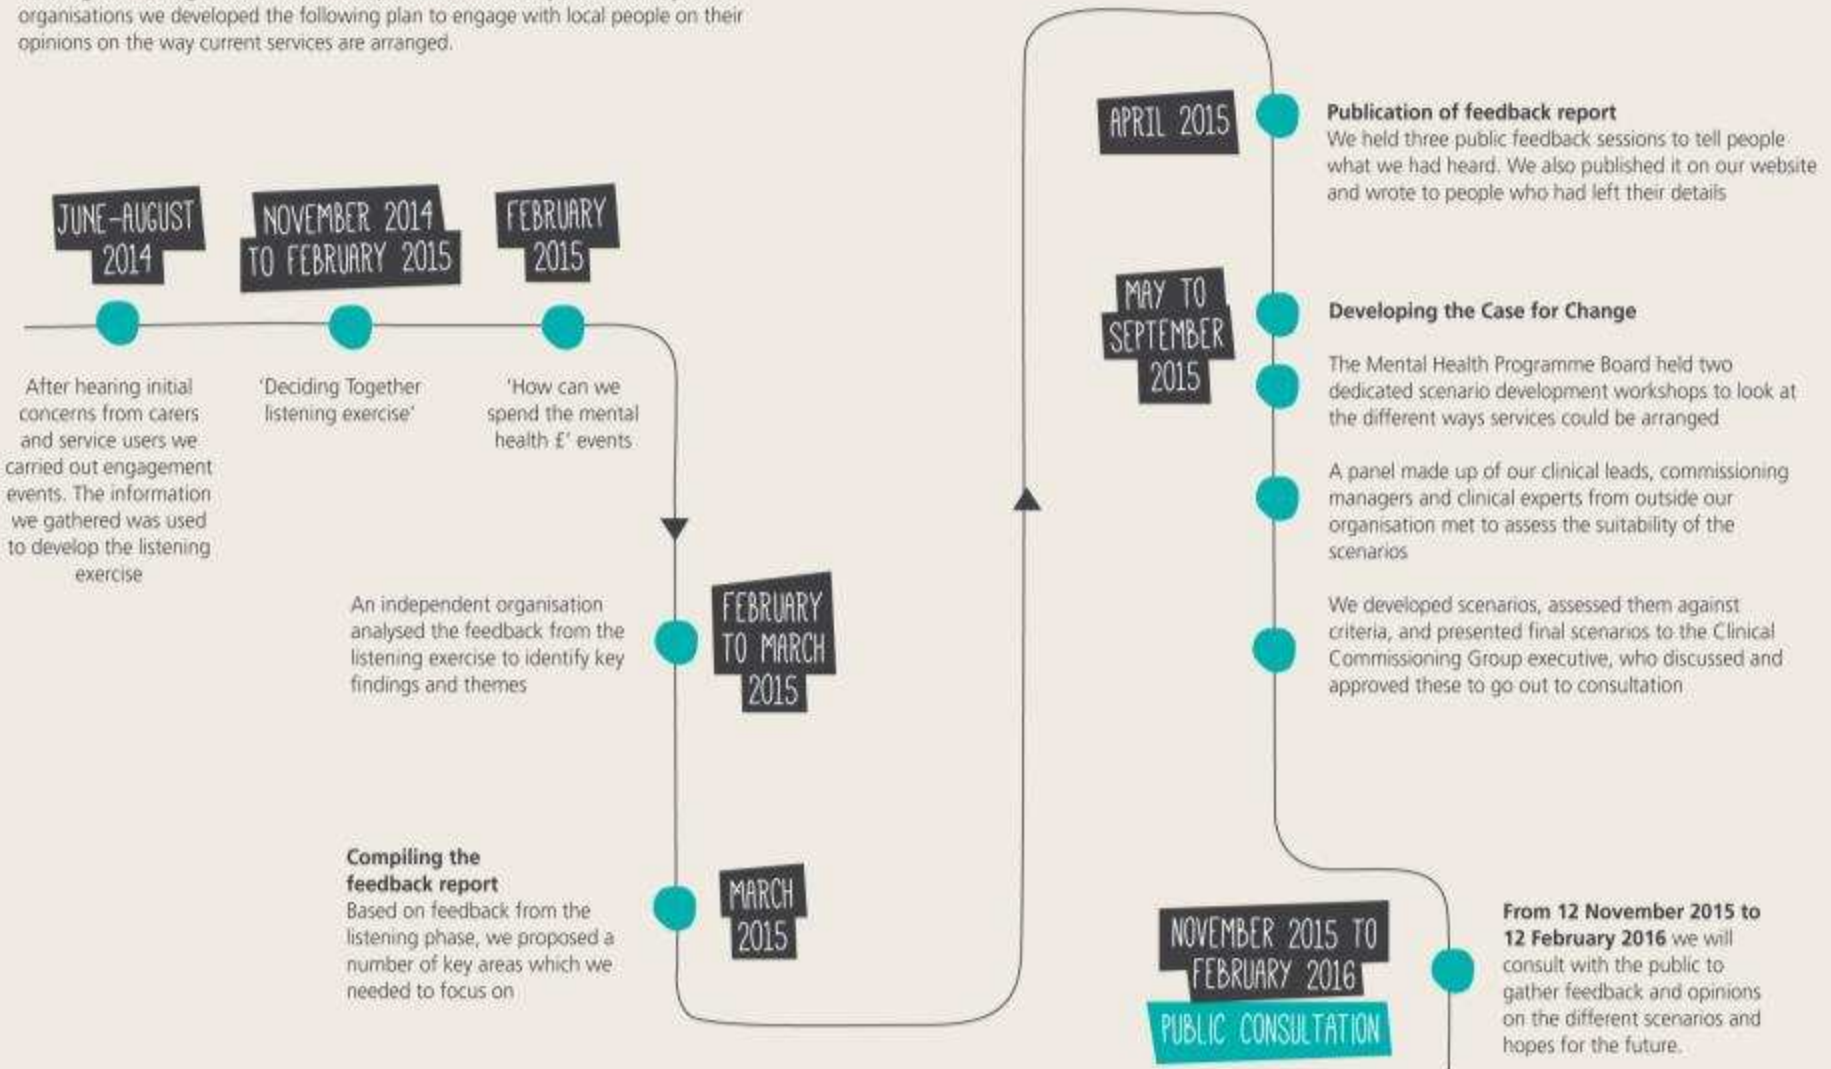 organisations we developed the following plan to engage with local people on their
opinions on the way current services are arranged.
JUNE-AUGUST
2014
After hearing initial
concerns from carers
and service users we
carried out engagement
events. The information
we gathered was used
to develop the listening
exercise
NOVEMBER 2014
TO FEBRUARY 2015
'Deciding Together
listening exercise'
FEBRUARY
2015
'How can we
spend the mental
health £' events
FEBRUARY
TO MARCH
2015
An independent organisation
analysed the feedback from the
listening exercise to identify key
findings and themes
MARCH
2015
Compiling the
feedback report
Based on feedback from the
listening phase, we proposed a
number of key areas which we
needed to focus on
APRIL 2015
Publication of feedback report
We held three public feedback sessions to tell people
what we had heard. We also published it on our website
and wrote to people who had left their details
MAY TO
SEPTEMBER
2015
Developing the Case for Change
The Mental Health Programme Board held two
dedicated scenario development workshops to look at
the different ways services could be arranged
A panel made up of our clinical leads, commissioning
managers and clinical experts from outside our
organisation met to assess the suitability of the
scenarios
We developed scenarios, assessed them against
criteria, and presented final scenarios to the Clinical
Commissioning Group executive, who discussed and
approved these to go out to consultation
NOVEMBER 2015 TO
FEBRUARY 2016
PUBLIC CONSULTATION
From 12 November 2015 to
12 February 2016 we will
consult with the public to
gather feedback and opinions
on the different scenarios and
hopes for the future.